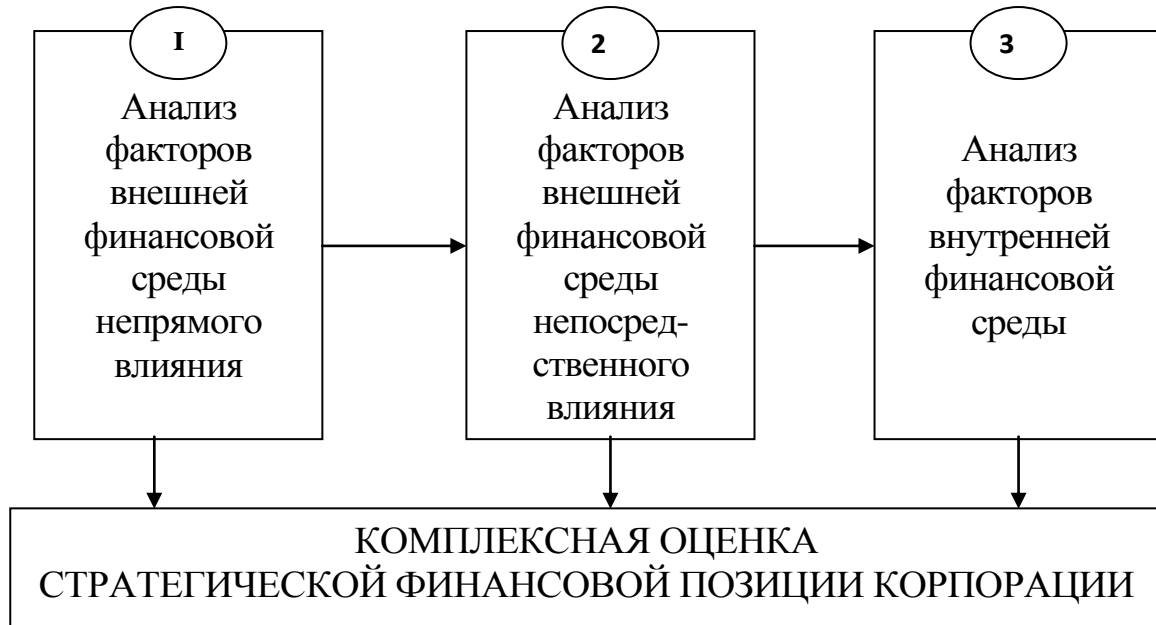 I
Анализ
факторов
внешней
финансовой
среды
непрямого
влияния
2
Анализ
факторов
внешней
финансовой
среды
непосред-
ственного
влияния
3
Анализ
факторов
внутренней
финансовой
среды
КОМПЛЕКСНАЯ ОЦЕНКА
СТРАТЕГИЧЕСКОЙ ФИНАНСОВОЙ ПОЗИЦИИ КОРПОРАЦИИ